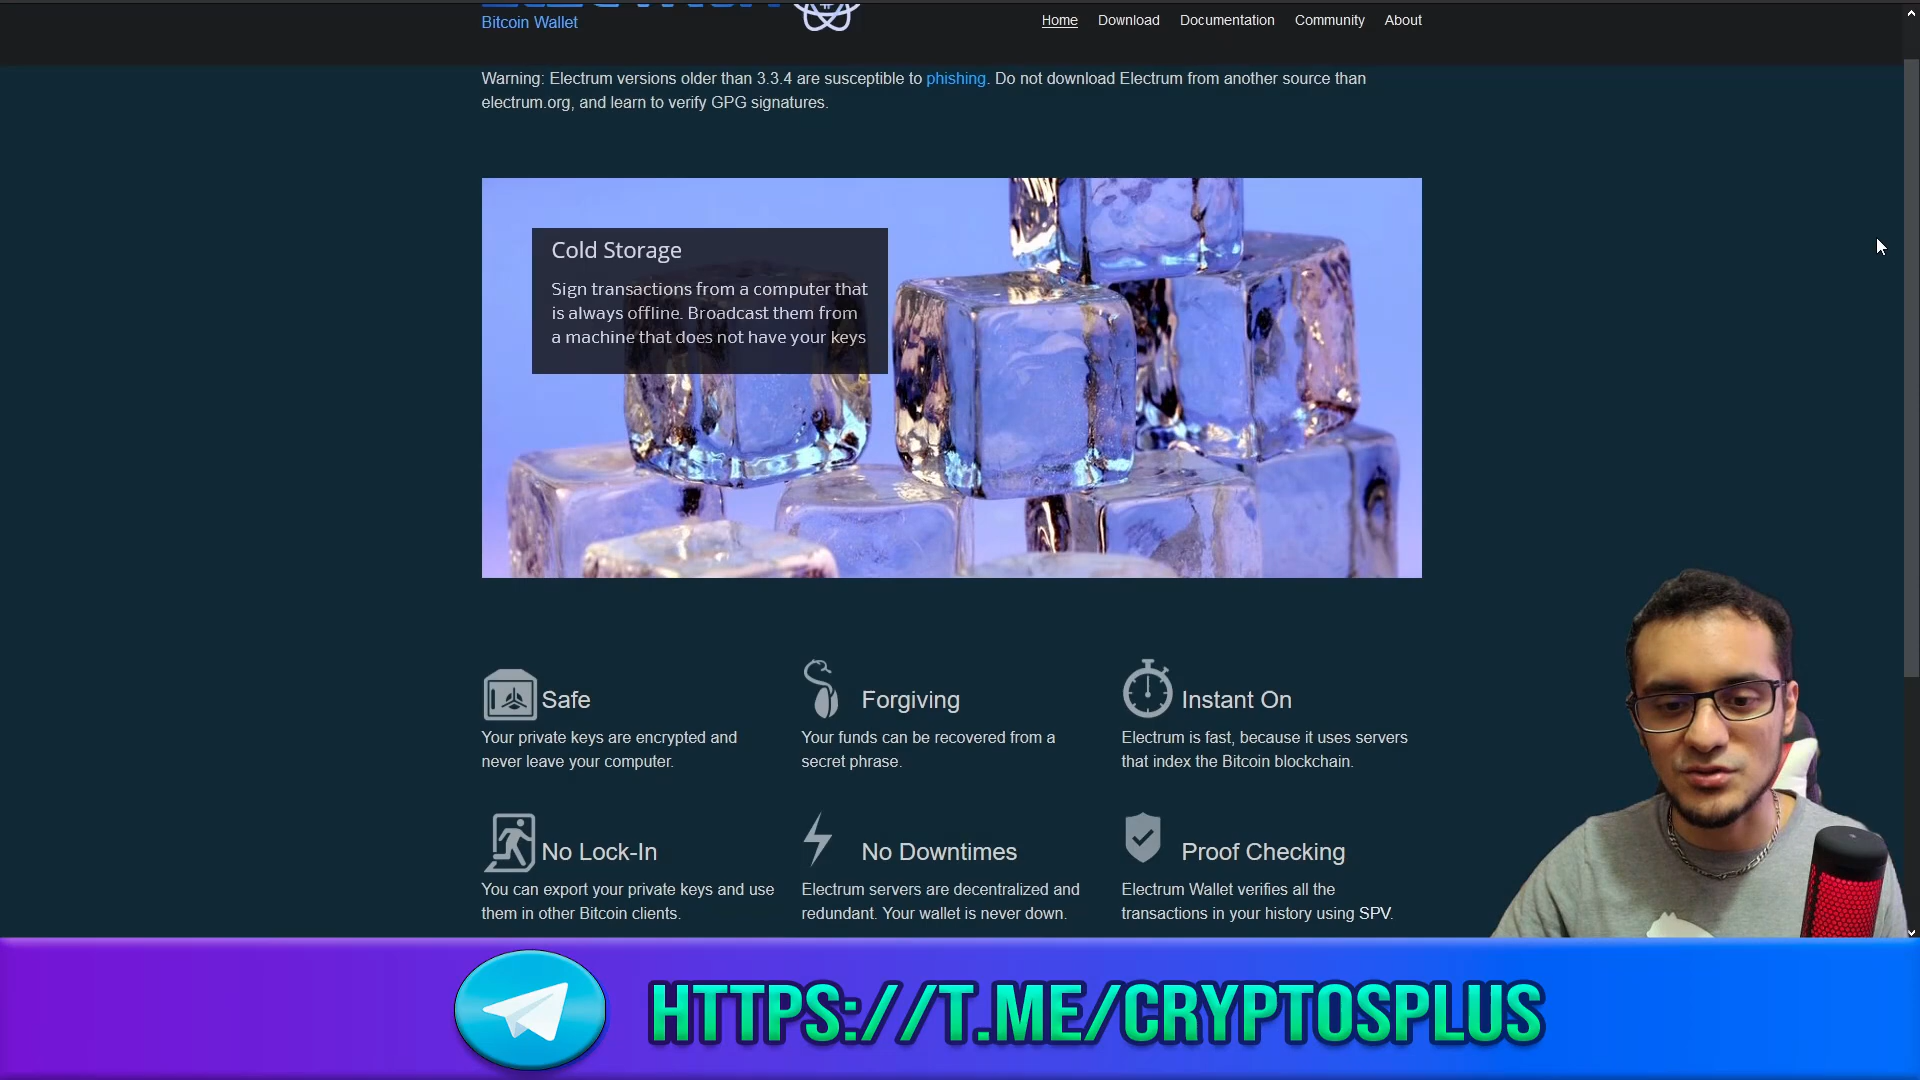 Bitcoin Wallet
Home Download Documentation Community About
Warning: Electrum versions older than 3.3.4 are susceptible to phishing. Do not download Electrum from another source than
electrum.org, and learn to verify GPG signatures.
Cold Storage
Sign transactions from a computer that
is always offline. Broadcast them from
a machine that does not have your keys
Safe
Your private keys are encrypted and
never leave your computer.
Forgiving
Your funds can be recovered from a
secret phrase.
Instant On
Electrum is fast, because it uses servers
that index the Bitcoin blockchain.
No Lock-In
You can export your private keys and use
them in other Bitcoin clients.
No Downtimes
Electrum servers are decentralized and
redundant. Your wallet is never down.
Proof Checking
Electrum Wallet verifies all the
transactions in your history using SPV.
HTTPS://T.ME/CRYPTOSPLUS